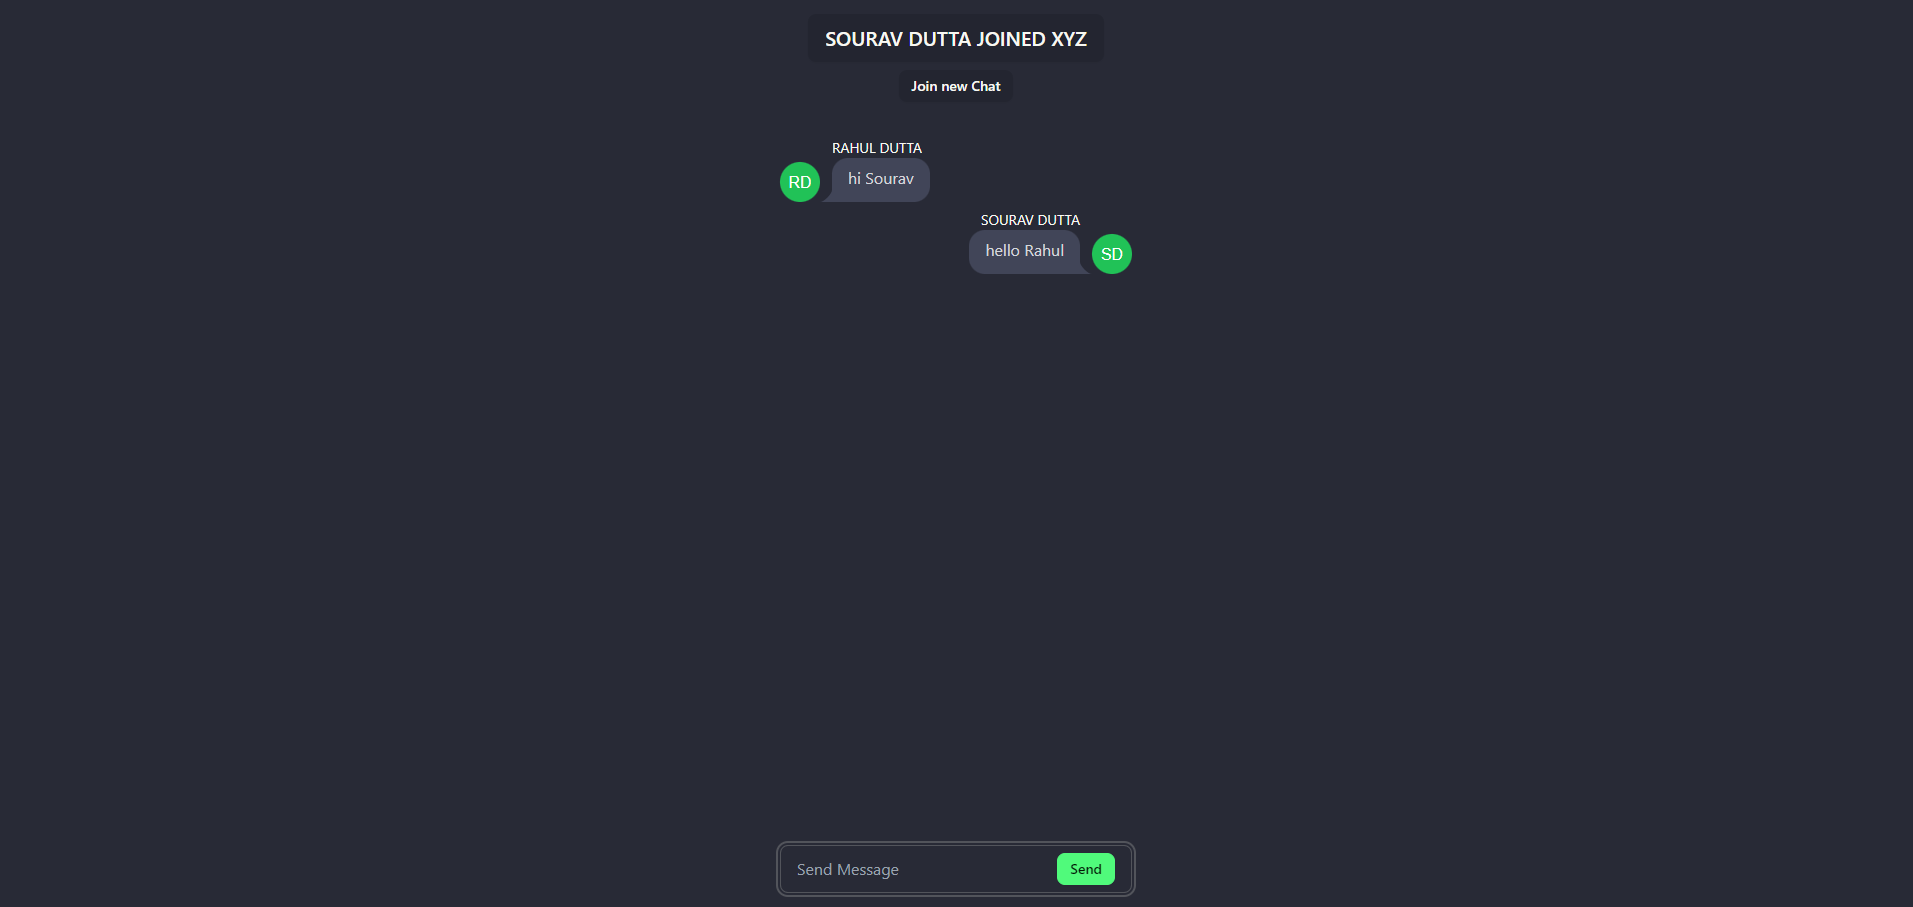 SOURAV DUTTA JOINED XYZ
Join new Chat
RAHUL DUTTA
RD
hi Sourav
SOURAV DUTTA
hello Rahul
SD
Send Message
Send